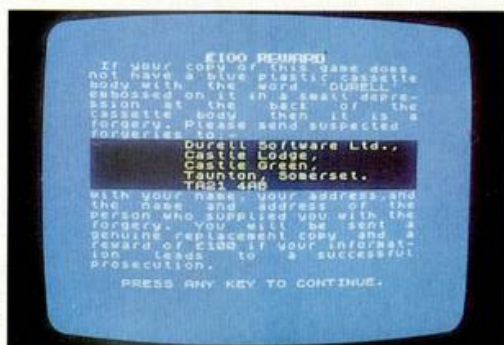 £100 REWARD
If your copy of this game does
not have a blue plastic cassette
body with the word "DURELL"
embossed on it in a small depre-
ssion at the back of the
cassette body then it is a
forgery. Please send suspected
forgeries to
Durell Software Ltd.,
Castle Lodge,
Castle Green,
Taunton, Somerset.
TA21 4AB
with your name, your address,and
the name and address of the
person who supplied you with the
forgery. You will be sent a
genuine replacement copy and a
reward of £100 if your informat-
ion leads to a successful
prosecution.
PRESS ANY KEY TO CONTINUE.